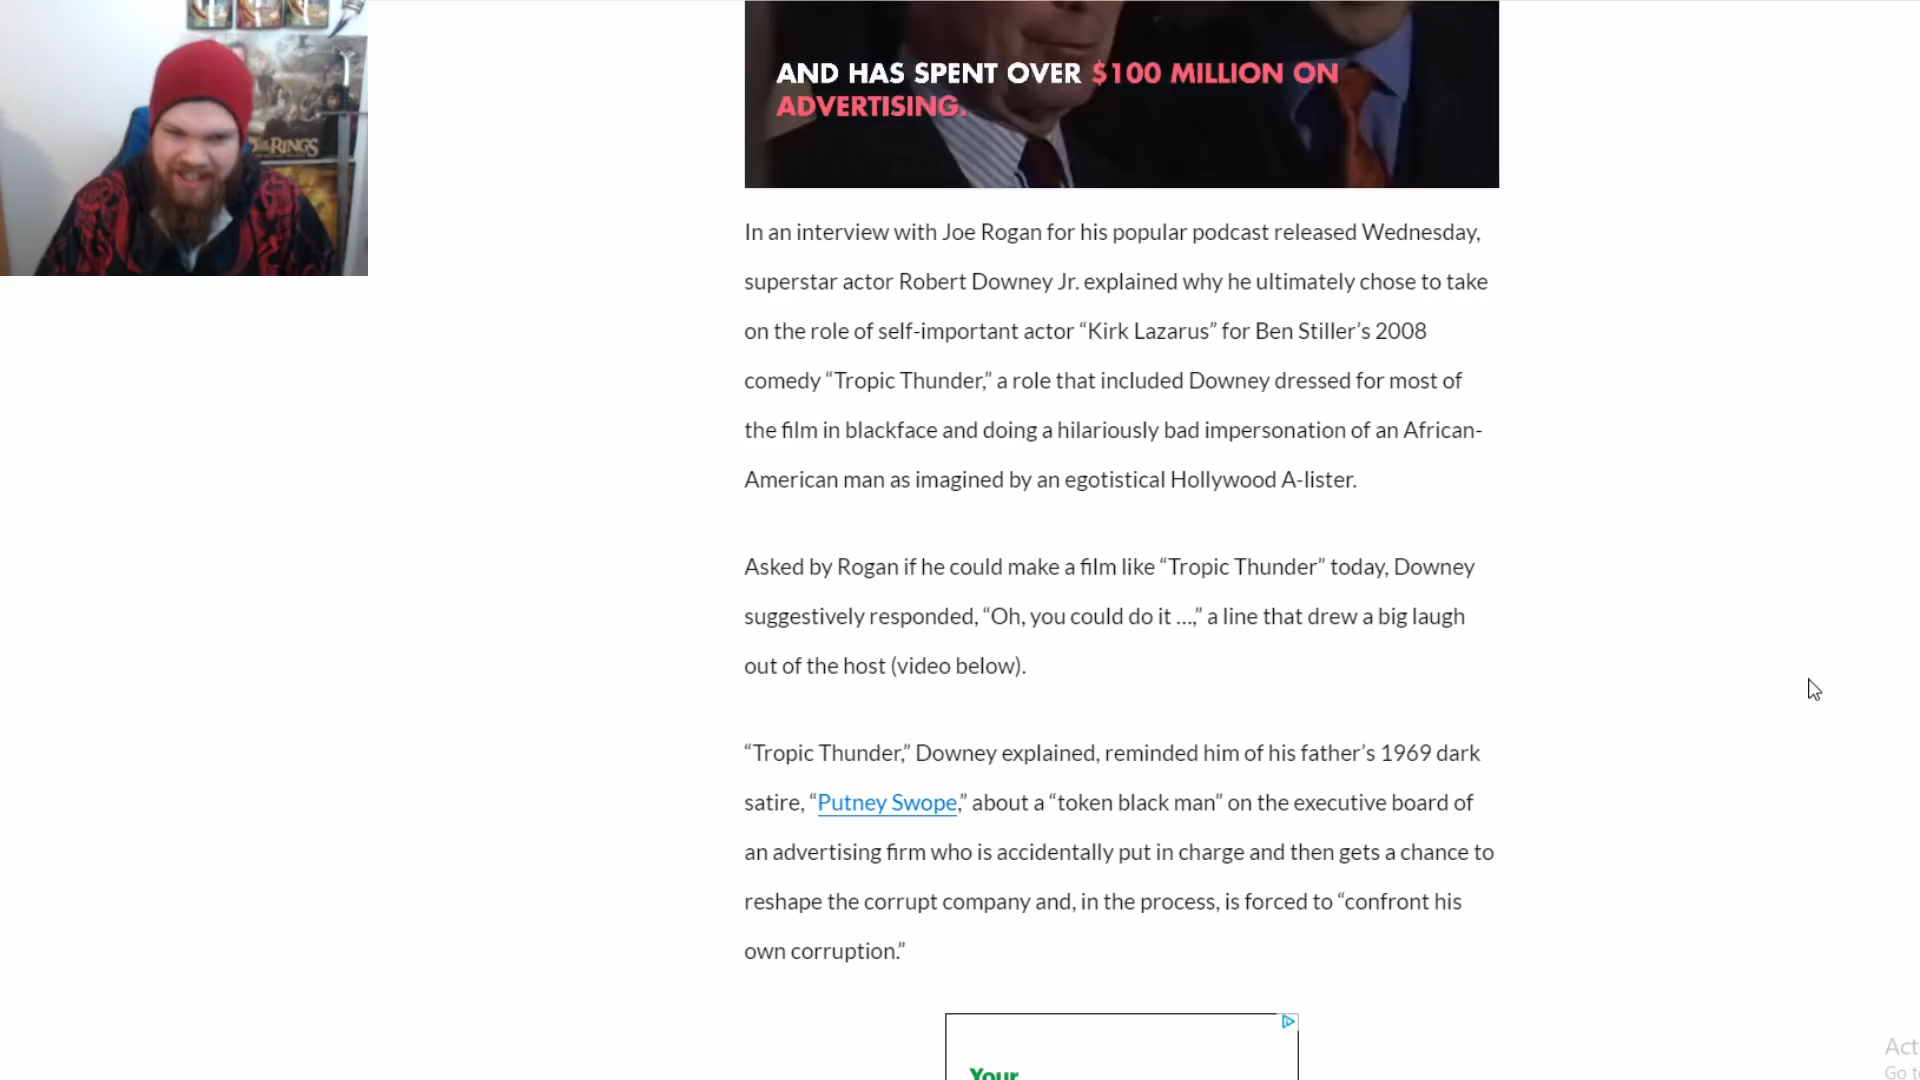 AND HAS SPENT OVER $100 MILLION ON
ADVERTISING.
RINGS
In an interview with Joe Rogan for his popular podcast released Wednesday,
superstar actor Robert Downey Jr. explained why he ultimately chose to take
on the role of self-important actor “Kirk Lazarus” for Ben Stiller’s 2008
comedy “Tropic Thunder,” a role that included Downey dressed for most of
the film in blackface and doing a hilariously bad impersonation of an African-
American man as imagined by an egotistical Hollywood A-lister.
Asked by Rogan if he could make a film like “Tropic Thunder” today, Downey
suggestively responded, “Oh, you could do it …,” a line that drew a big laugh
out of the host (video below).
“Tropic Thunder,” Downey explained, reminded him of his father’s 1969 dark
satire, “Putney Swope,” about a “token black man” on the executive board of
an advertising firm who is accidentally put in charge and then gets a chance to
reshape the corrupt company and, in the process, is forced to “confront his
own corruption.”
Your
Act
Go t